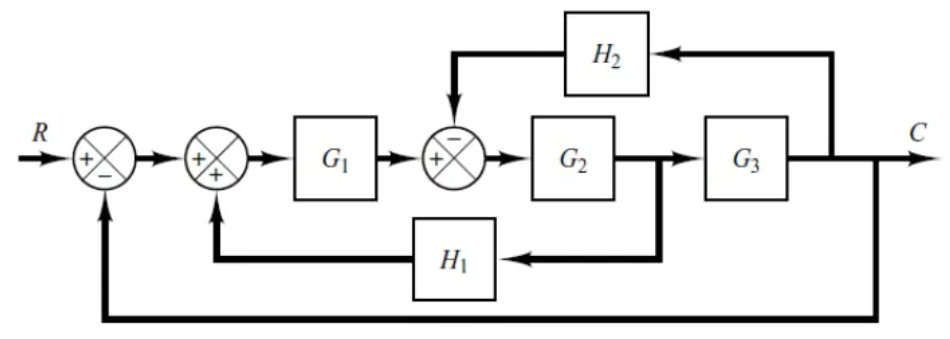 H₂
R
C
+
−
+
+
G₁
+
−
G₂
G₃
H₁